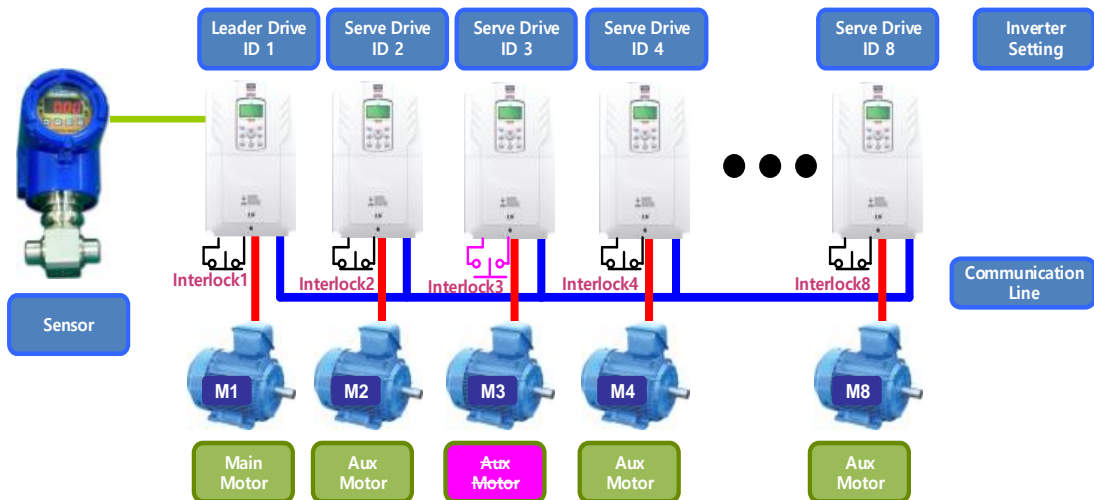 Leader Drive
ID 1
Serve Drive
ID 2
Serve Drive
ID 3
Serve Drive
ID 4
Serve Drive
ID 8
Inverter
Setting
Interlock1
Interlock2
Interlock3
Interlock4
Interlock8
Communication
Line
Sensor
M1
M2
M3
M4
M8
Main
Motor
Aux
Motor
Aux
Motor
Aux
Motor
Aux
Motor